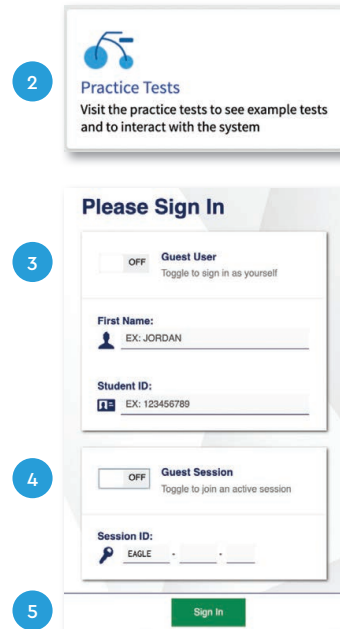 2
Practice Tests
Visit the practice tests to see example tests
and to interact with the system
Please Sign In
3
OFF
Guest User
Toggle to sign in as yourself
First Name:
EX: JORDAN
Student ID:
EX: 123456789
4
OFF
Guest Session
Toggle to join an active session
Session ID:
EAGLE - -
5
Sign In